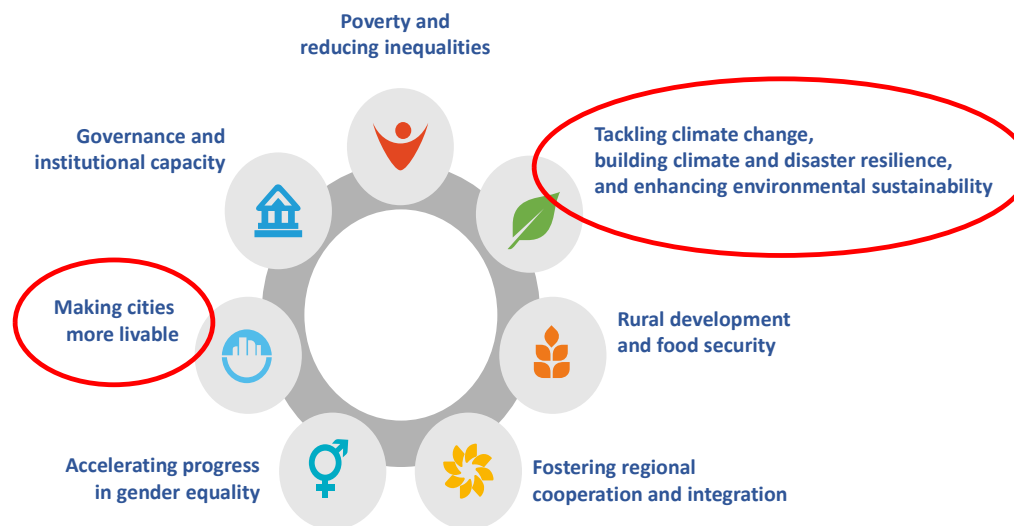 Poverty and
reducing inequalities
Tackling climate change,
building climate and disaster resilience,
and enhancing environmental sustainability
Rural development
and food security
Fostering regional
cooperation and integration
Accelerating progress
in gender equality
Making cities
more livable
Governance and
institutional capacity